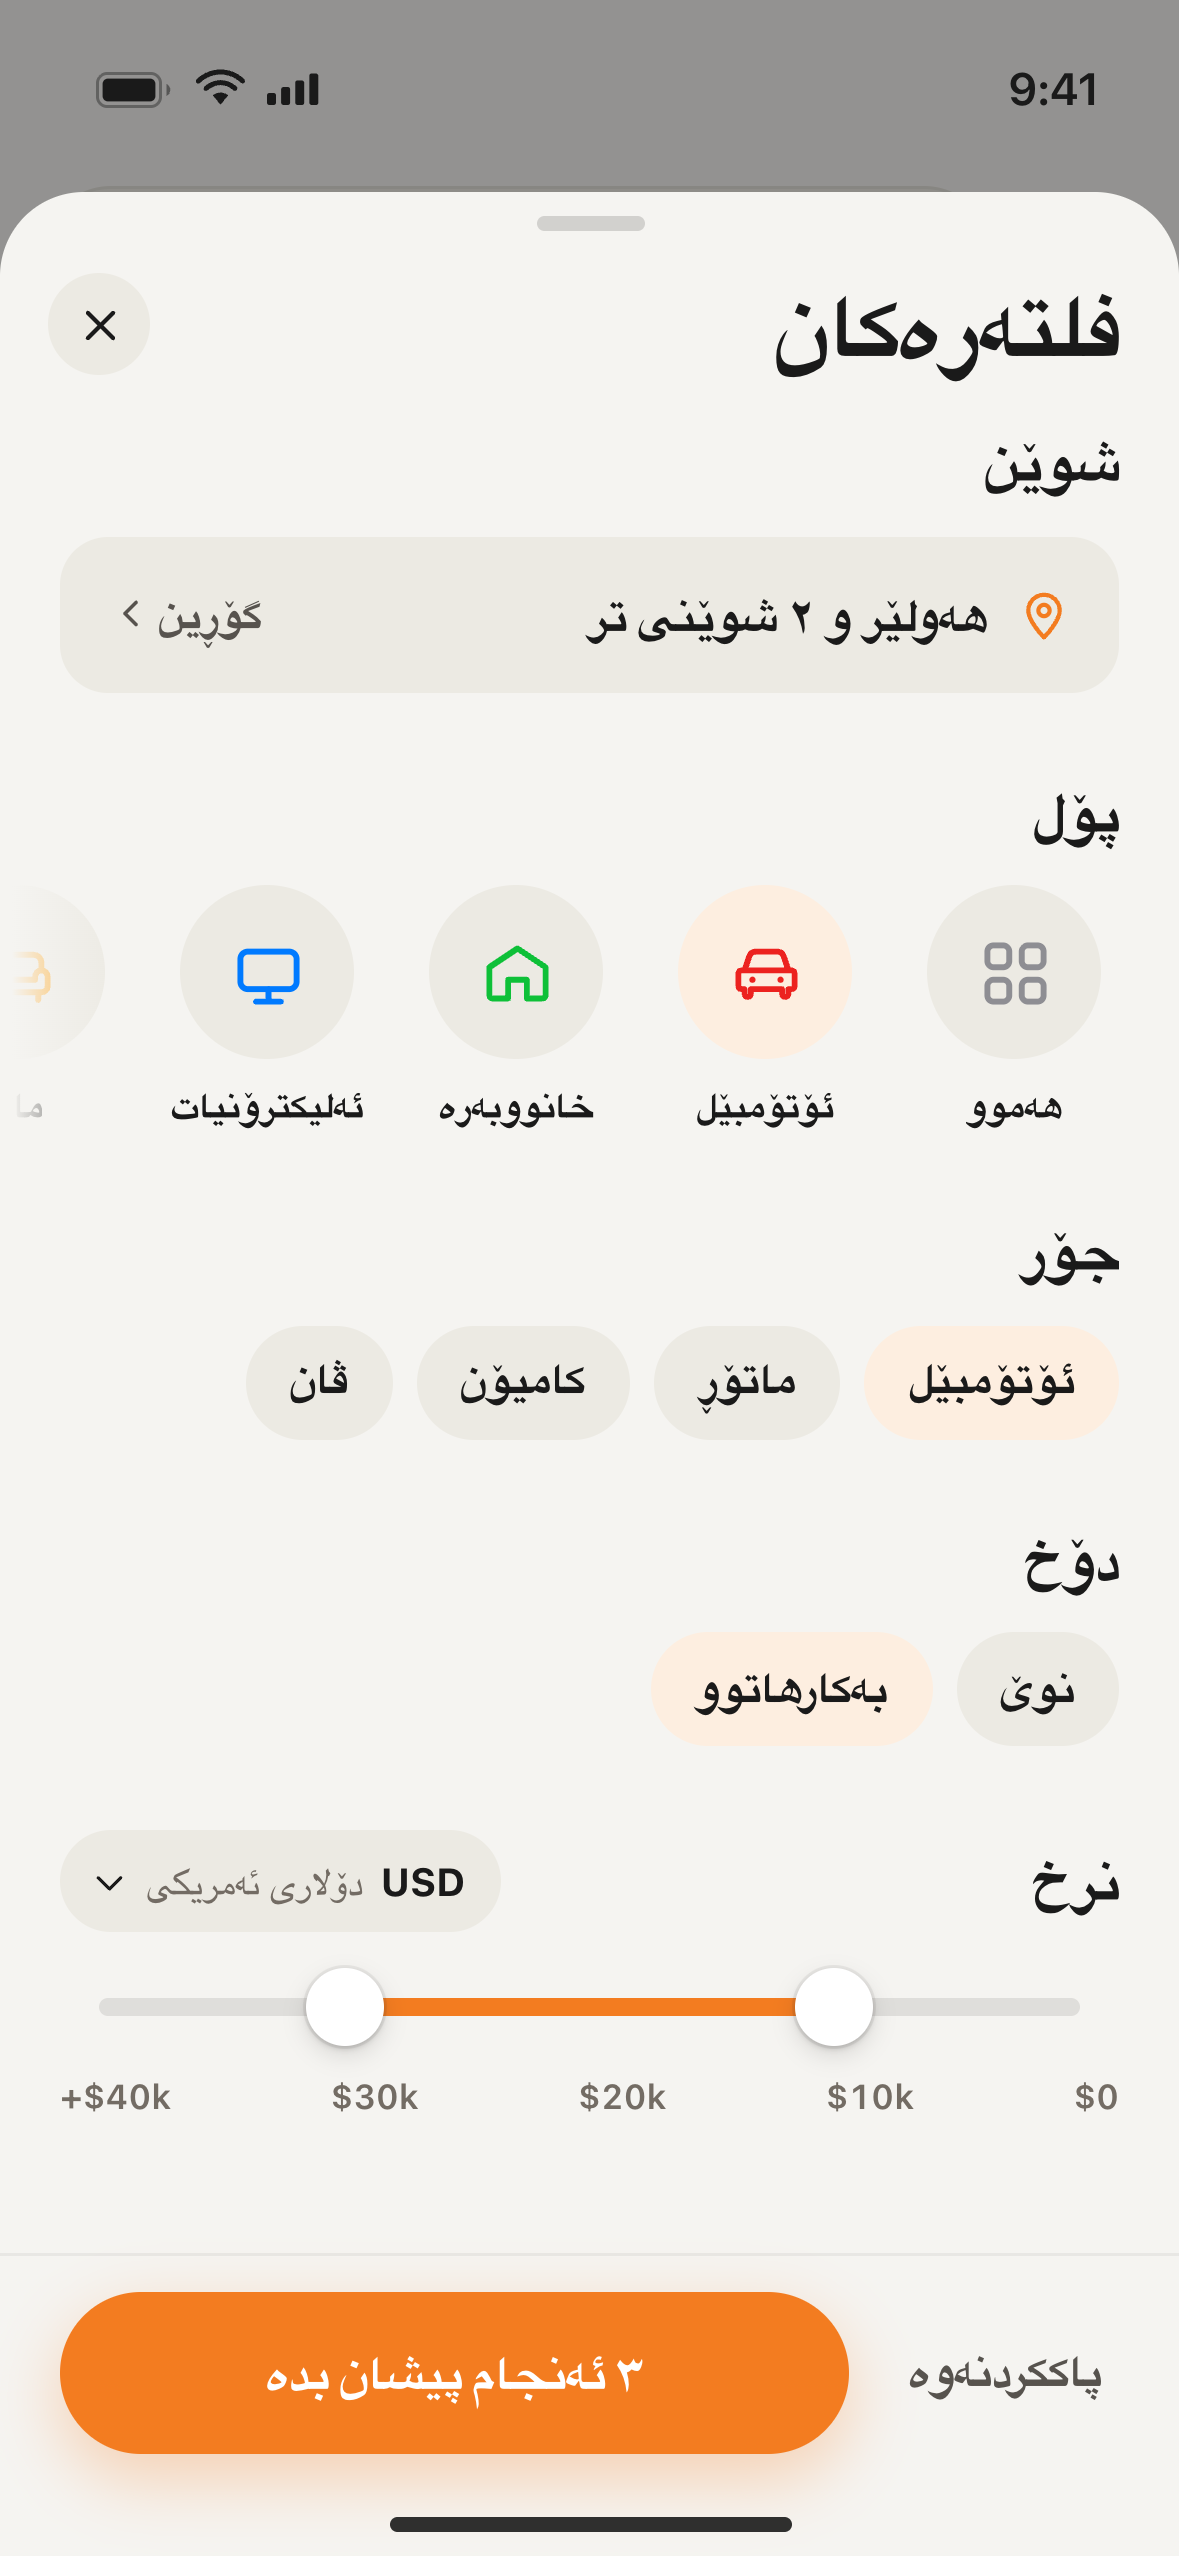 9:41
فلتەرەکان
شوێن
هەولێر و ٢ شوێنی تر
گۆڕین
پۆل
هەموو
ئۆتۆمبێل
خانووبەرە
ئەلیکترۆنیات
ما
جۆر
ئۆتۆمبێل
ماتۆڕ
کامیۆن
ڤان
دۆخ
نوێ
بەکارهاتوو
نرخ
USD دۆلاری ئەمریکی
$0
$10k
$20k
$30k
+$40k
پاککردنەوە
٣ ئەنجام پیشان بدە